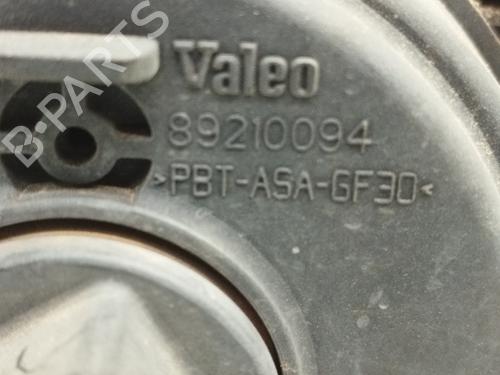 Valeo
89210094
>PBT-ASA-GF30<
B-PARTS